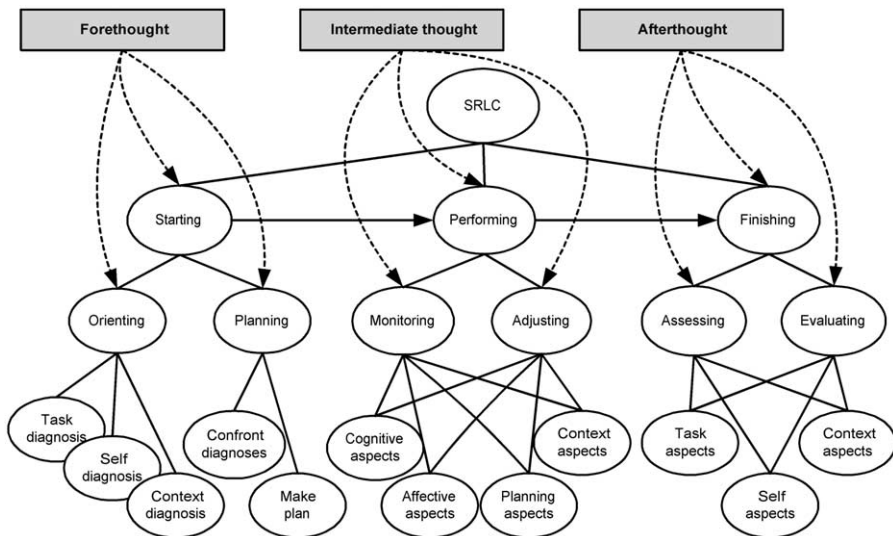 Forethought
Intermediate thought
Afterthought
SRLC
Starting
Performing
Finishing
Orienting
Planning
Monitoring
Adjusting
Assessing
Evaluating
Task
diagnosis
Self
diagnosis
Context
diagnosis
Confront
diagnoses
Make
plan
Cognitive
aspects
Affective
aspects
Planning
aspects
Context
aspects
Task
aspects
Self
aspects
Context
aspects